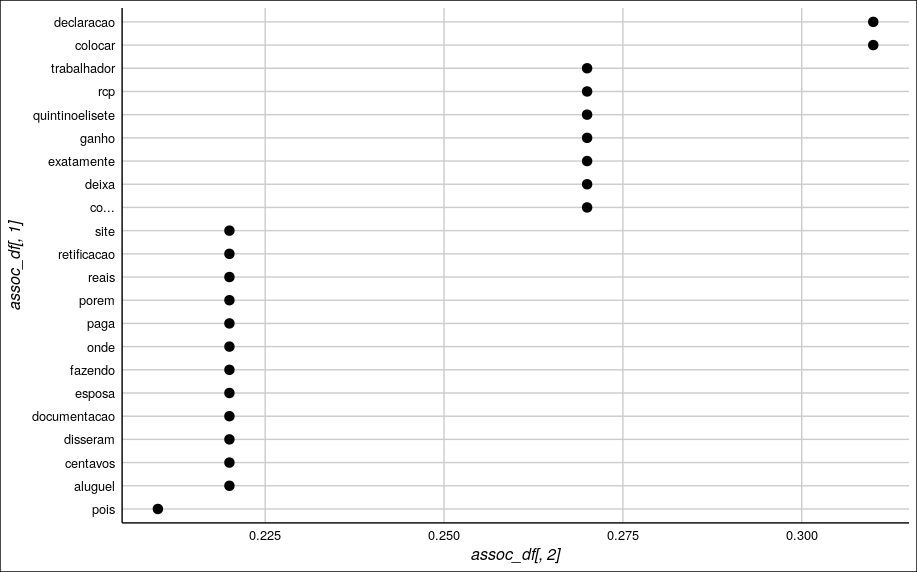 declaracao
colocar
trabalhador
rcp
quintinoelisete
ganho
exatamente
deixa
co...
site
retificacao
reais
porem
paga
onde
fazendo
esposa
documentacao
disseram
centavos
aluguel
pois
assoc_df[, 1]
0.225 0.250 0.275 0.300
assoc_df[, 2]